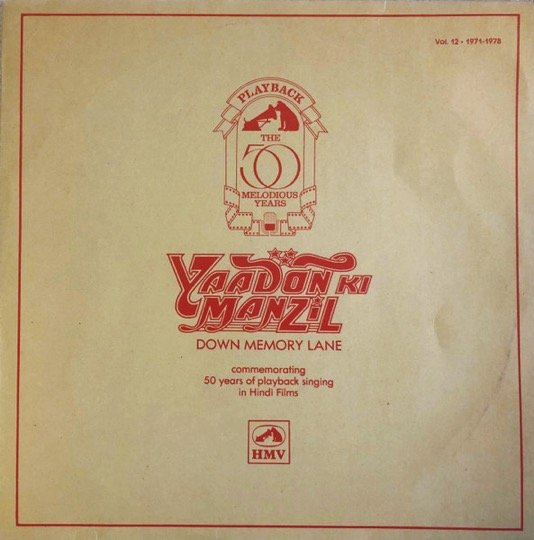 Vol. 12 • 1971-1978
PLAYBACK
THE
50
MELODIOUS
YEARS
YAADON KI
MANZIL
DOWN MEMORY LANE
commemorating
50 years of playback singing
in Hindi Films
HMV